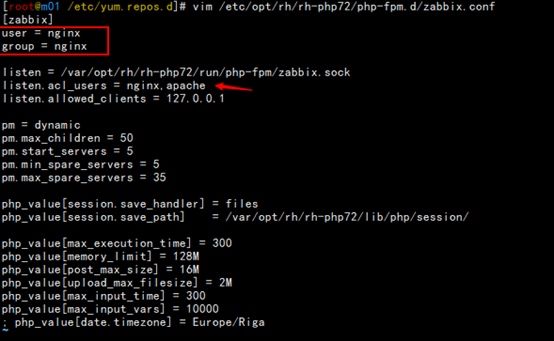 [root@m01 /etc/yum.repos.d]# vim /etc/opt/rh/rh-php72/php-fpm.d/zabbix.conf
[zabbix]
user = nginx
group = nginx
listen = /var/opt/rh/rh-php72/run/php-fpm/zabbix.sock
listen.acl_users = nginx,apache
listen.allowed_clients = 127.0.0.1
pm = dynamic
pm.max_children = 50
pm.start_servers = 5
pm.min_spare_servers = 5
pm.max_spare_servers = 35
php_value[session.save_handler] = files
php_value[session.save_path]    = /var/opt/rh/rh-php72/lib/php/session/
php_value[max_execution_time] = 300
php_value[memory_limit] = 128M
php_value[post_max_size] = 16M
php_value[upload_max_filesize] = 2M
php_value[max_input_time] = 300
php_value[max_input_vars] = 10000
; php_value[date.timezone] = Europe/Riga
~